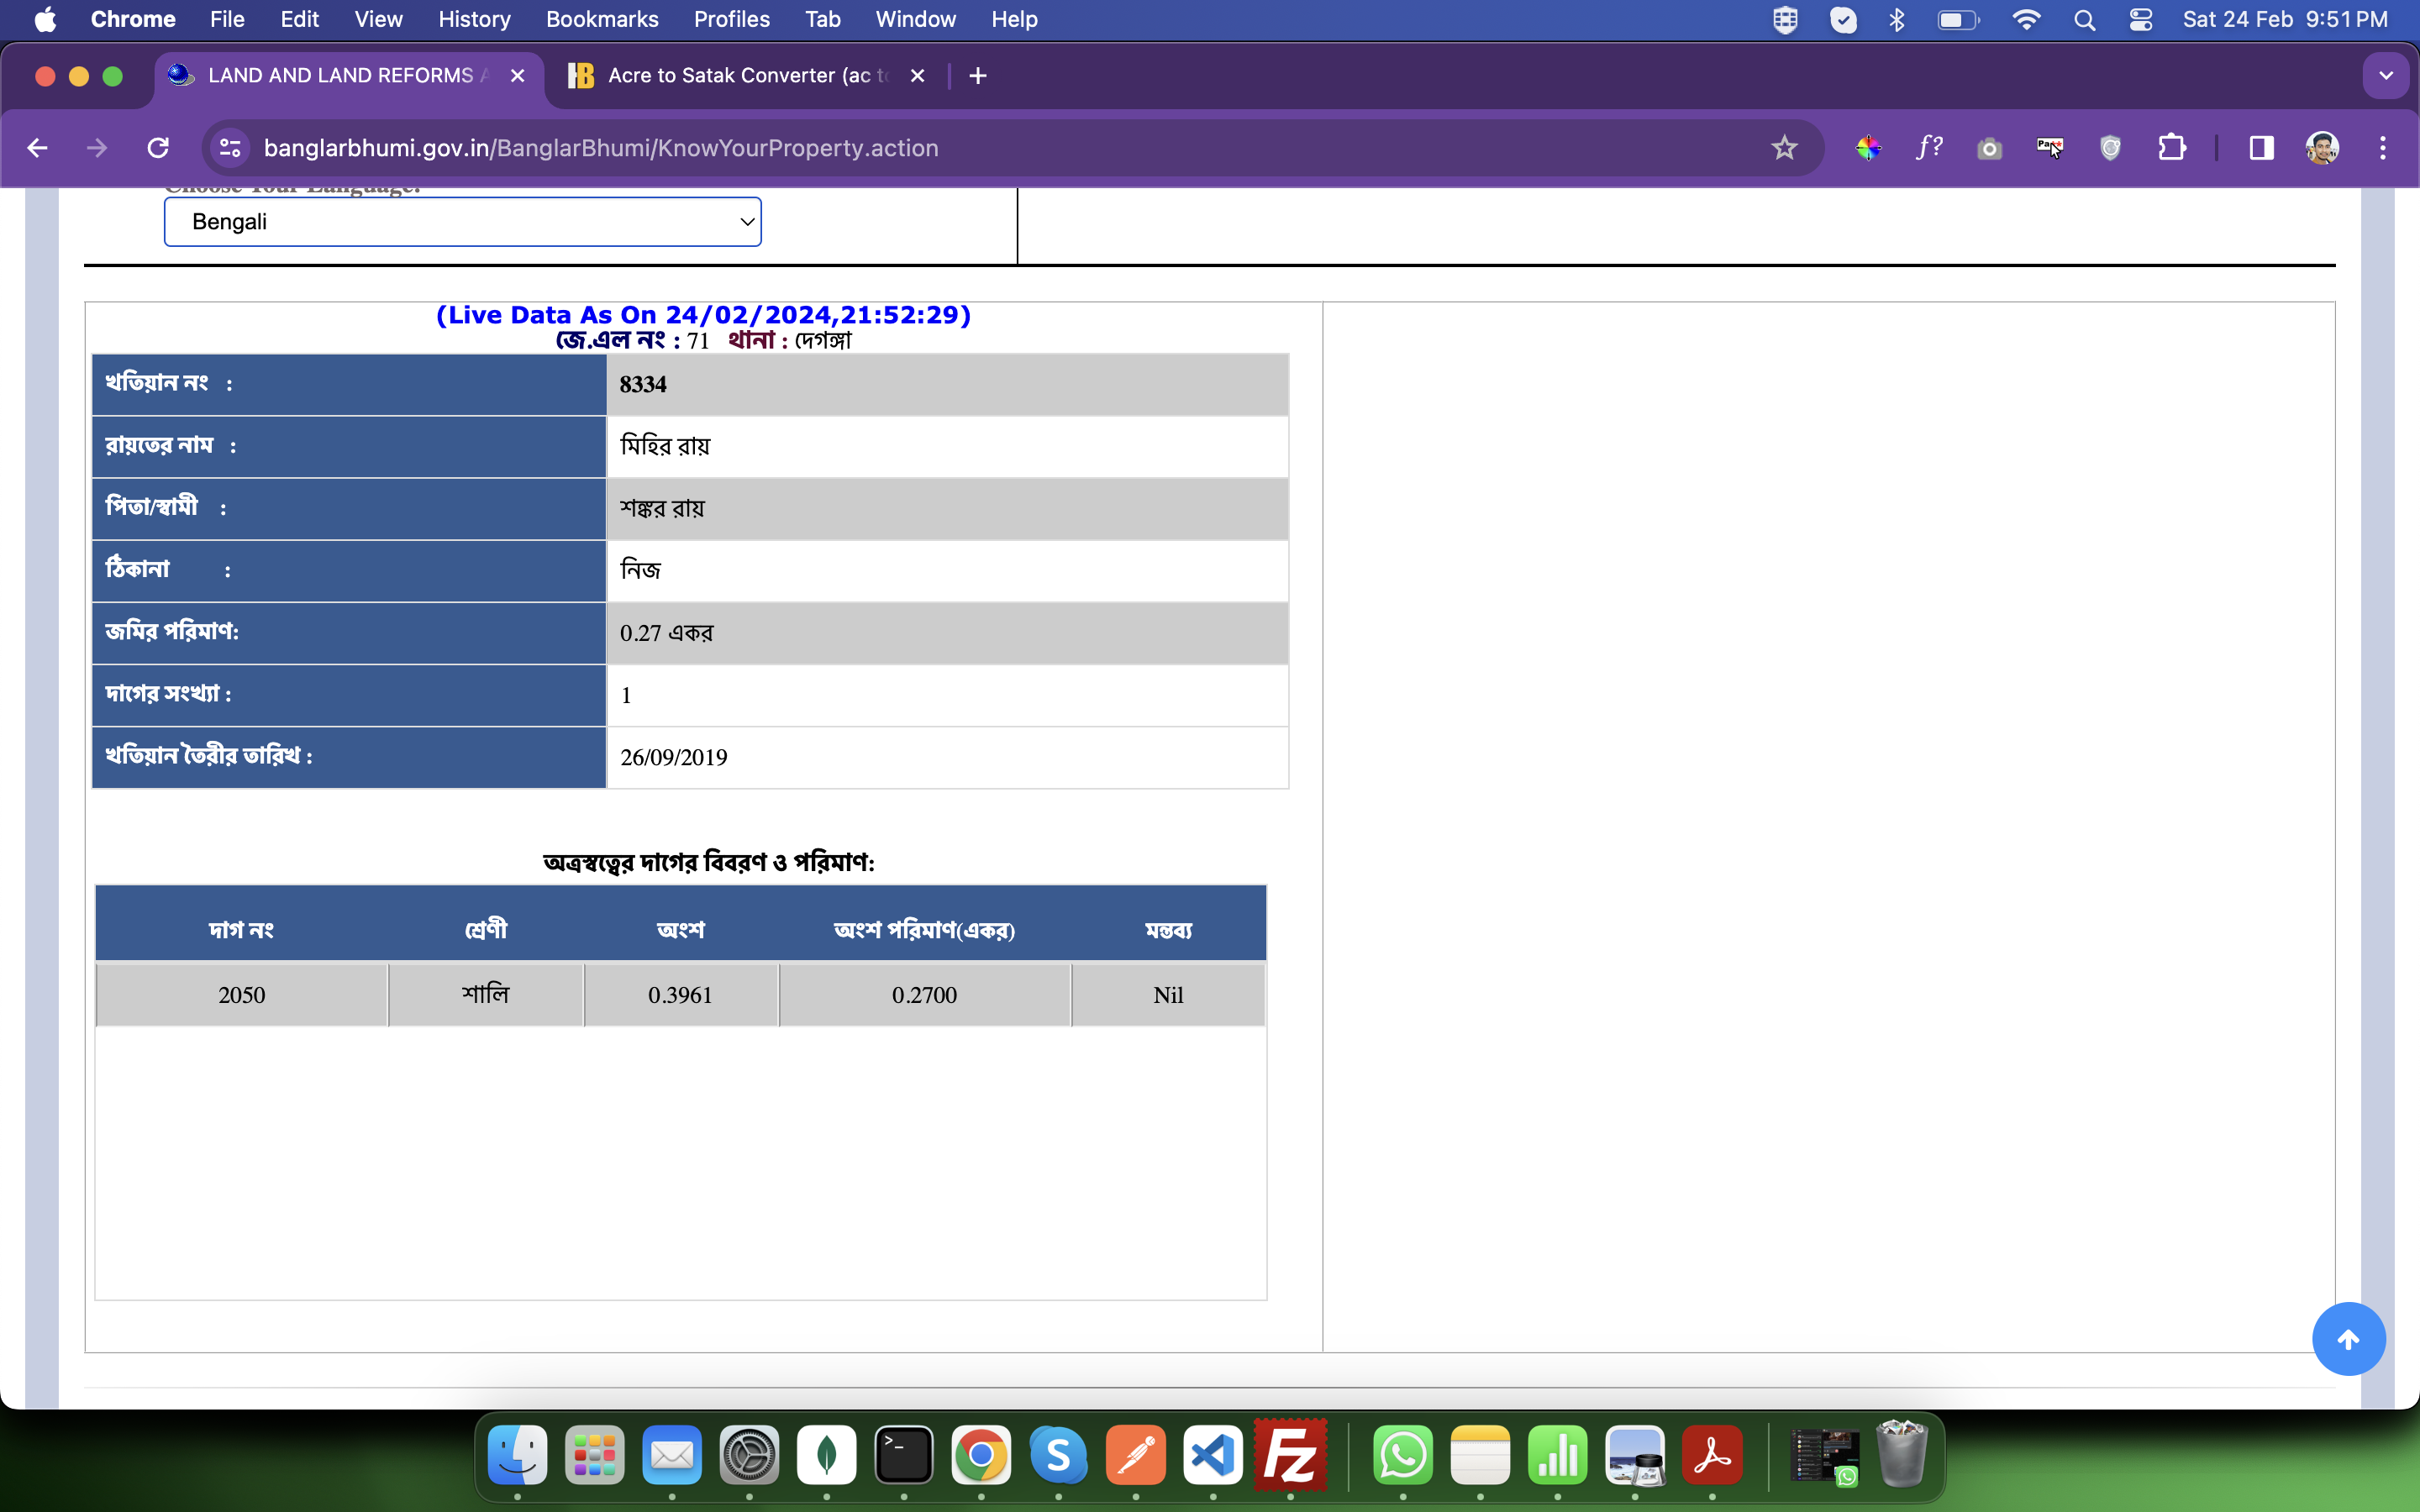 Chrome File Edit View History Bookmarks Profiles Tab Window Help Sat 24 Feb 9:51 PM
LAND AND LAND REFORMS Acre to Satak Converter (ac
banglarbhumi.gov.in/BanglarBhumi/KnowYourProperty.action
Choose Your Language:
Bengali
(Live Data As On 24/02/2024,21:52:29)
জে.এল নং : 71 থানা : দেগঙ্গা
খতিয়ান নং : 8334
রায়তের নাম : মিহির রায়
পিতা/স্বামী : শঙ্কর রায়
ঠিকানা : নিজ
জমির পরিমাণ: 0.27 একর
দাগের সংখ্যা : 1
খতিয়ান তৈরীর তারিখ : 26/09/2019
অত্রস্বত্বের দাগের বিবরণ ও পরিমাণ:
দাগ নং শ্রেণী অংশ অংশ পরিমাণ(একর) মন্তব্য
2050 শালি 0.3961 0.2700 Nil